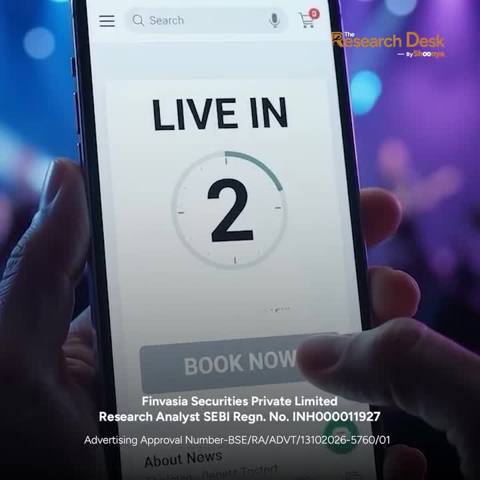 Search
0
The
Research Desk
By Shoonya
LIVE IN
2
BOOK NOW
Finvasia Securities Private Limited
Research Analyst SEBI Regn. No. INH000011927
Advertising Approval Number-BSE/RA/ADVT/13102026-5760/01
About News